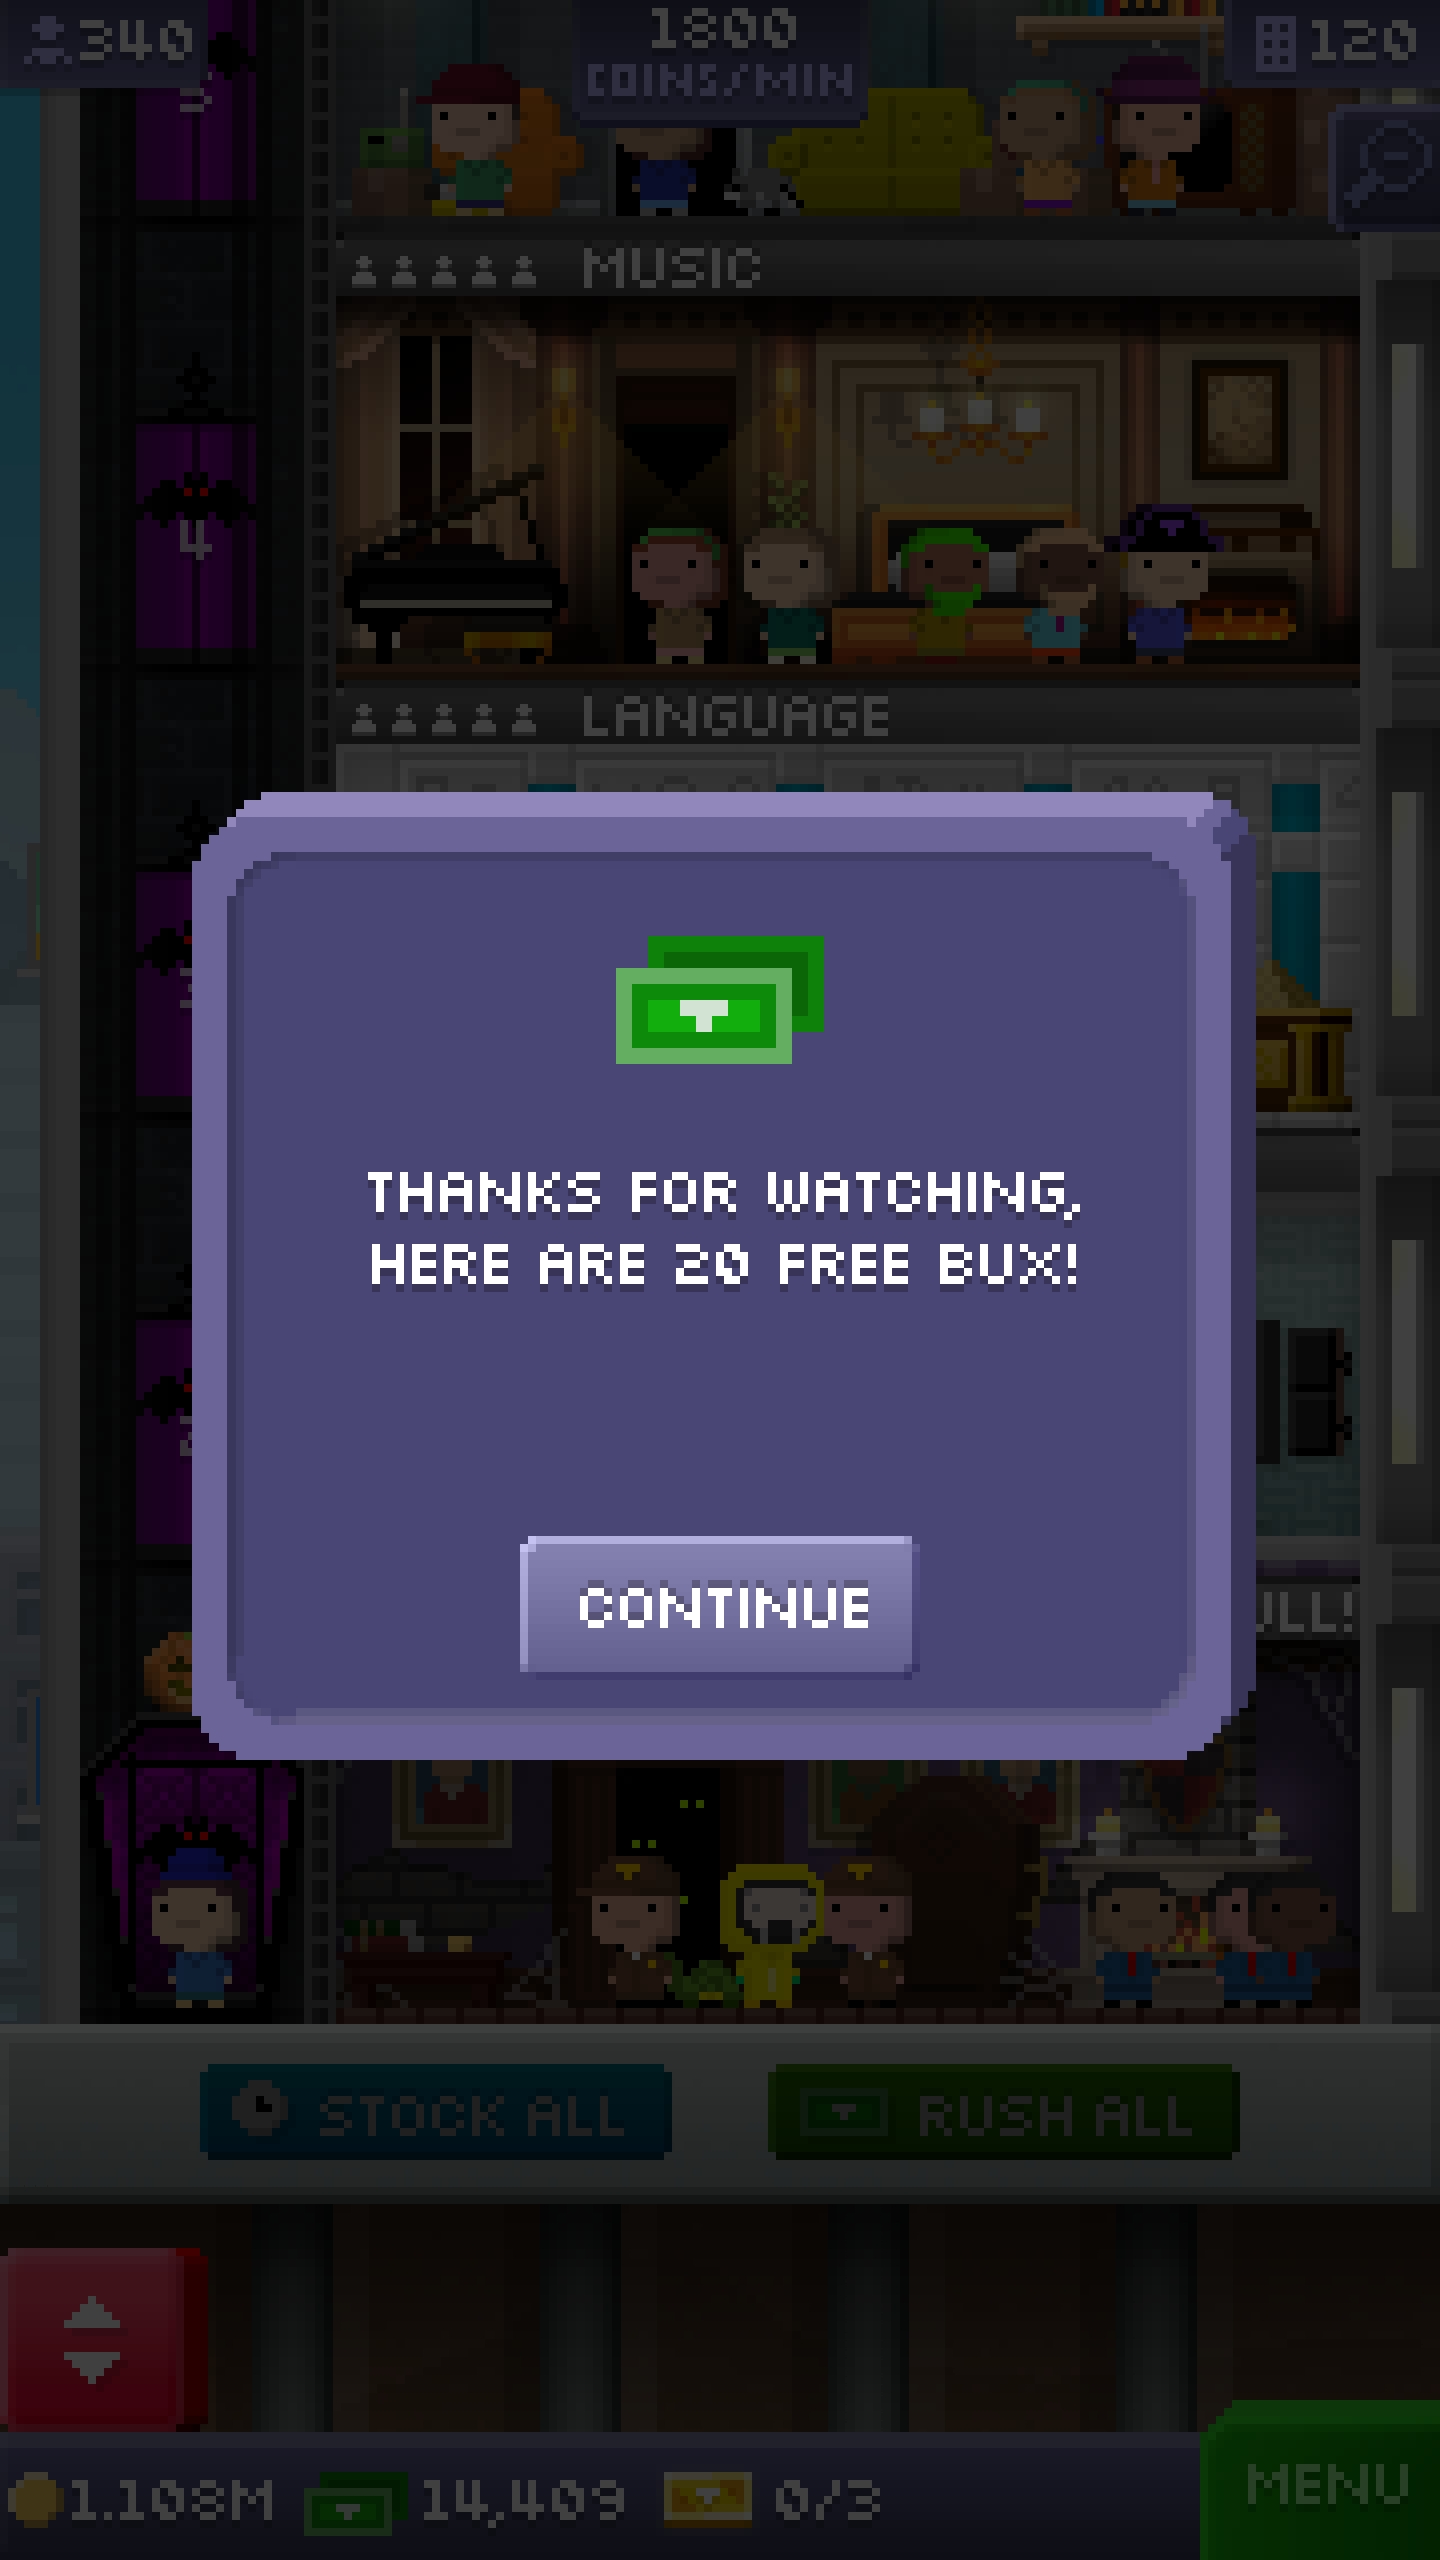 340
1800
COINS/MIN
120
MUSIC
4
LANGUAGE
THANKS FOR WATCHING,
HERE ARE 20 FREE BUX!
CONTINUE
STOCK ALL
RUSH ALL
1.108M
14,409
0/3
MENU